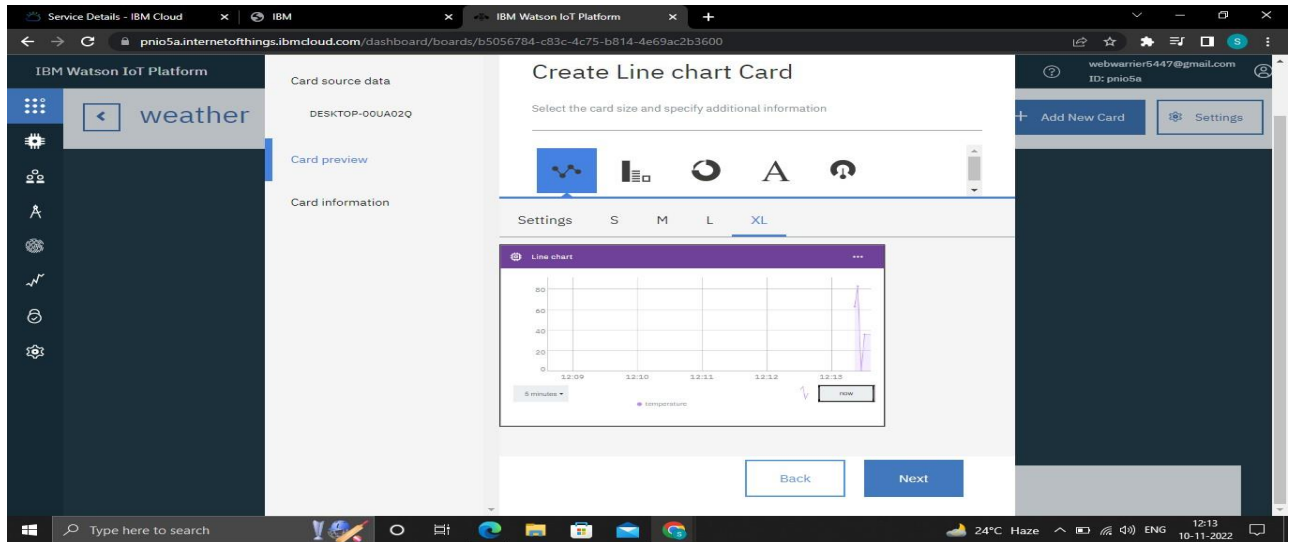 Service Details - IBM Cloud
IBM
IBM Watson IoT Platform
pnio5a.internetofthings.ibmcloud.com/dashboard/boards/b5056784-c83c-4c75-b814-4e69ac2b3600
S
IBM Watson IoT Platform
webwarrier5447@gmail.com
ID: pnio5a
weather
+ Add New Card
Settings
Card source data
DESKTOP-00UA02Q
Card preview
Card information
Create Line chart Card
Select the card size and specify additional information
A
Settings S M L XL
Line chart
80
60
40
20
0
12:09 12:10 12:11 12:12 12:13
5 minutes
now
temperature
Back
Next
Type here to search
24°C Haze
ENG
12:13
10-11-2022